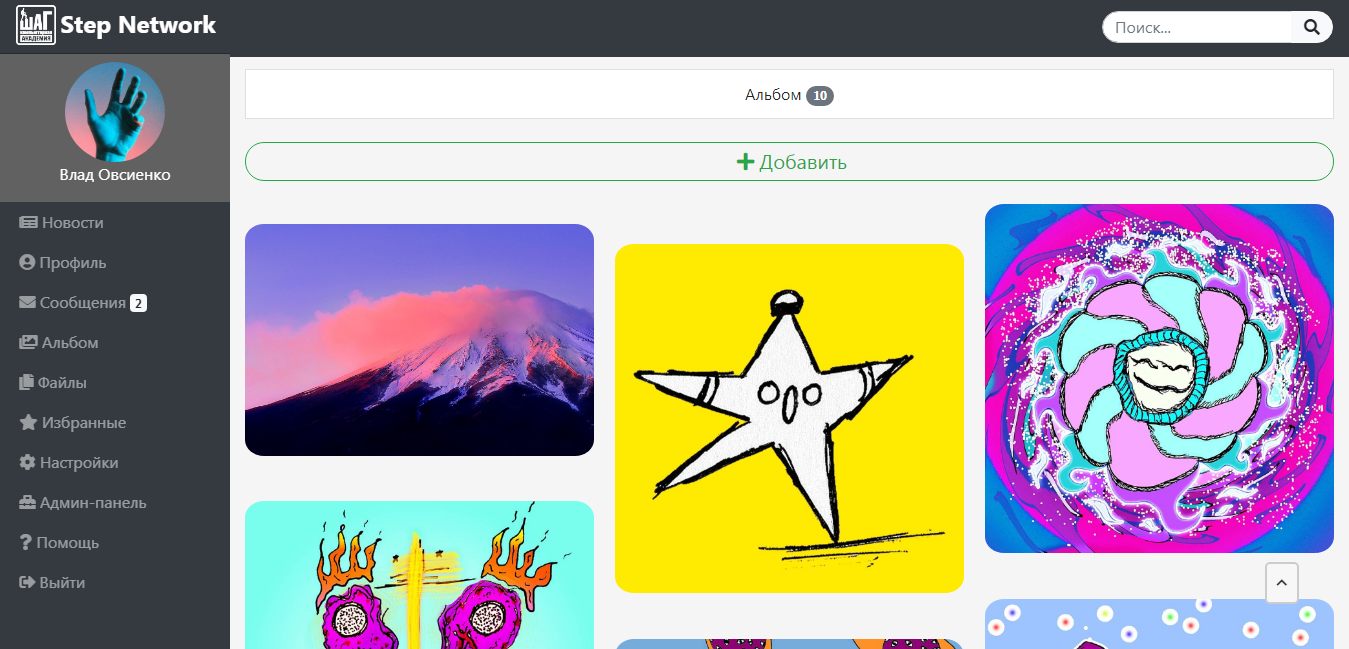 ШАГ
КОМПЬЮТЕРНАЯ
АКАДЕМИЯ
Step Network
Поиск...
Влад Овсиенко
Новости
Профиль
Сообщения 2
Альбом
Файлы
Избранные
Настройки
Админ-панель
Помощь
Выйти
Альбом 10
Добавить